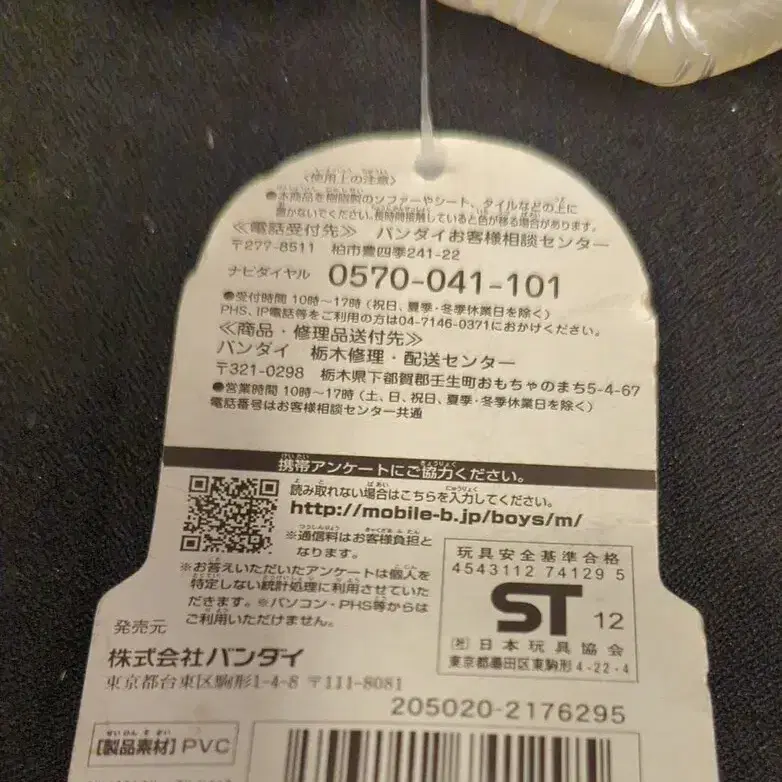 〈使用上の注意〉
●本商品を樹脂製のソファーやシート、タイルなどの上に
置かないでください。長時間接触していると色が移る場合があります。
≪電話受付先≫ バンダイお客様相談センター
〒277-8511 柏市豊四季241-22
ナビダイヤル 0570-041-101
●受付時間 10時～17時(祝日、夏季・冬季休業日を除く)
PHS、IP電話等をご利用の方は04-7146-0371におかけください。
≪商品・修理品送付先≫
バンダイ 栃木修理・配送センター
〒321-0298 栃木県下都賀郡壬生町おもちゃのまち5-4-67
●営業時間 10時～17時(土、日、祝日、夏季・冬季休業日を除く)
電話番号はお客様相談センター共通
携帯アンケートにご協力ください。
読み取れない場合はこちらを入力してください。
http://mobile-b.jp/boys/m/
※通信料はお客様負担と
なります。
※お答えいただいたアンケートは個人を
特定しない統計処理に利用させていた
だきます。※パソコン・PHS等からは
ご利用いただけません。
玩具安全基準合格
4543112 74129 5
ST 12
(社)日本玩具協会
東京都墨田区東駒形4-22-4
発売元
株式会社バンダイ
東京都台東区駒形1-4-8 〒111-8081
205020-2176295
[製品素材]PVC